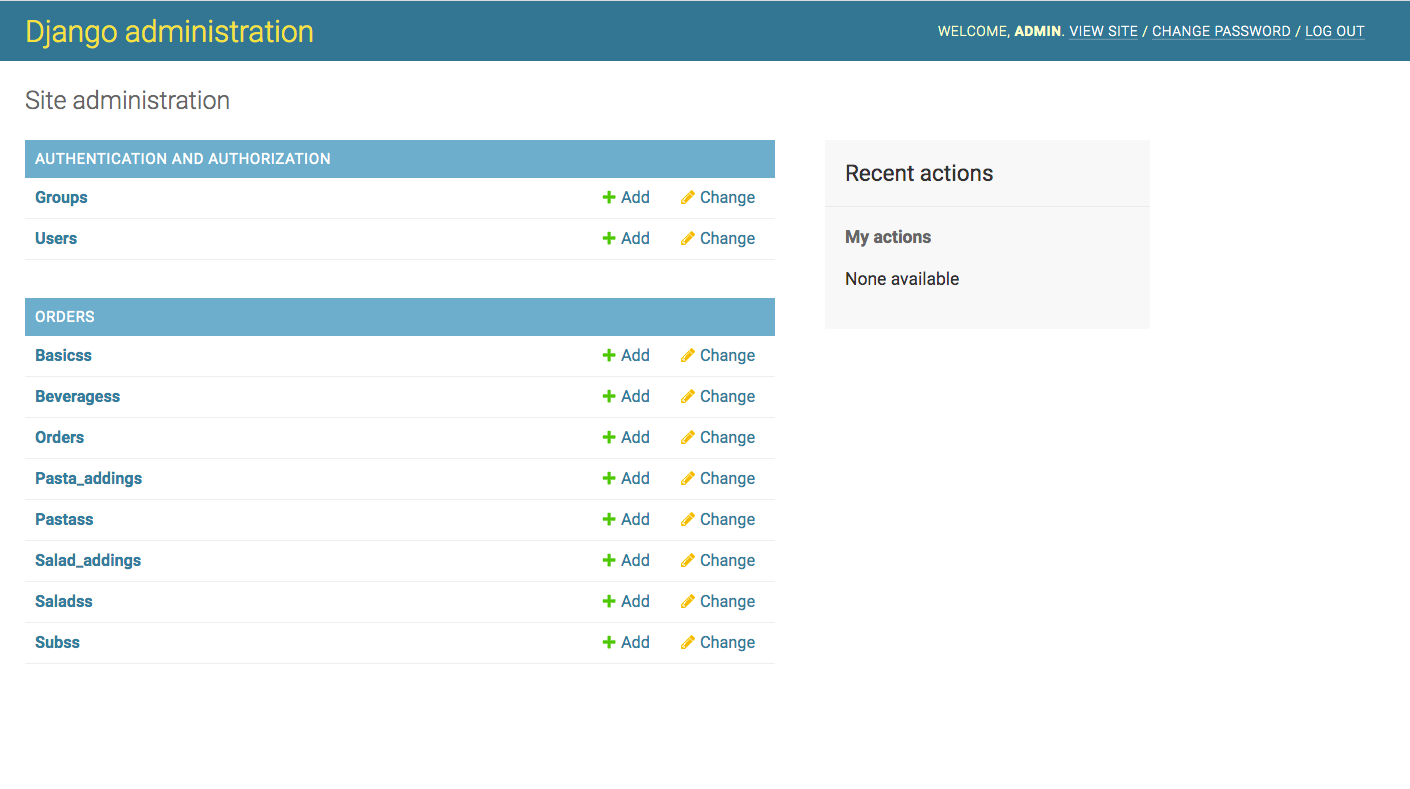 Django administration
WELCOME, ADMIN. VIEW SITE / CHANGE PASSWORD / LOG OUT
Site administration
AUTHENTICATION AND AUTHORIZATION
Groups Add Change
Users Add Change
ORDERS
Basicss Add Change
Beveragess Add Change
Orders Add Change
Pasta_addings Add Change
Pastass Add Change
Salad_addings Add Change
Saladss Add Change
Subss Add Change
Recent actions
My actions
None available